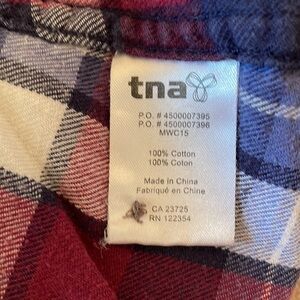 tna
P.O. # 4500007395
P.O. # 4500007396
MWC15
100% Cotton
100% Coton
Made in China
Fabriqué en Chine
CA 23725
RN 122354